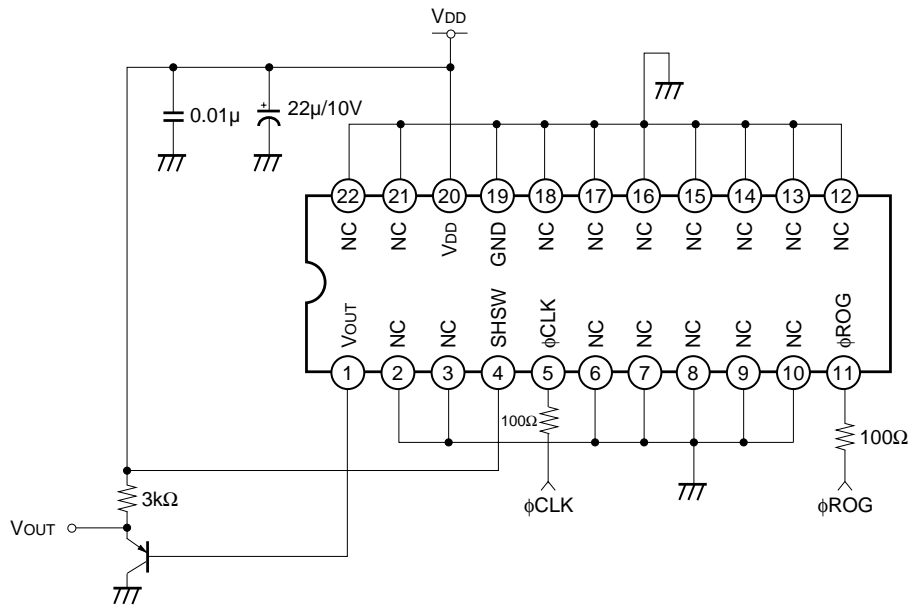 VDD
0.01µ
+
22µ/10V
22 21 20 19 18 17 16 15 14 13 12
NC NC VDD GND NC NC NC NC NC NC NC
VOUT NC NC SHSW ϕCLK NC NC NC NC NC ϕROG
1 2 3 4 5 6 7 8 9 10 11
100Ω
100Ω
3kΩ
ϕCLK
ϕROG
VOUT